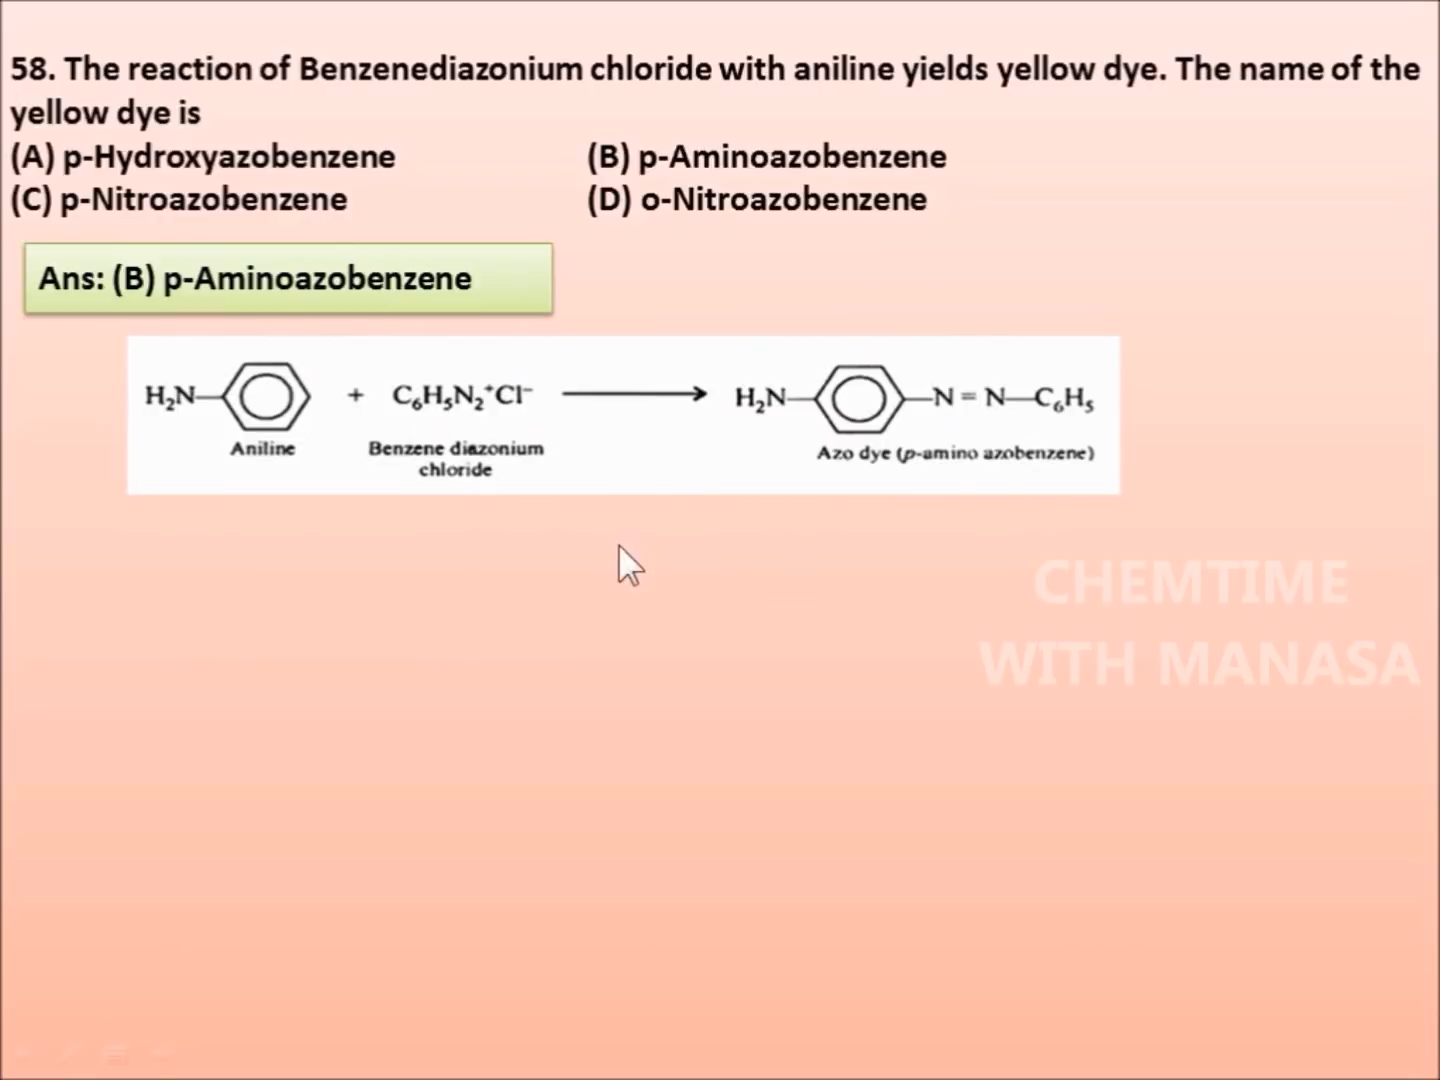 58. The reaction of Benzenediazonium chloride with aniline yields yellow dye. The name of the
yellow dye is
(A) p-Hydroxyazobenzene (B) p-Aminoazobenzene
(C) p-Nitroazobenzene (D) o-Nitroazobenzene
Ans: (B) p-Aminoazobenzene
H₂N + C₆H₅N₂⁺Cl⁻ ⟶ H₂N N = N—C₆H₅
Aniline Benzene diazonium Azo dye (p-amino azobenzene)
chloride
CHEMTIME
WITH MANASA